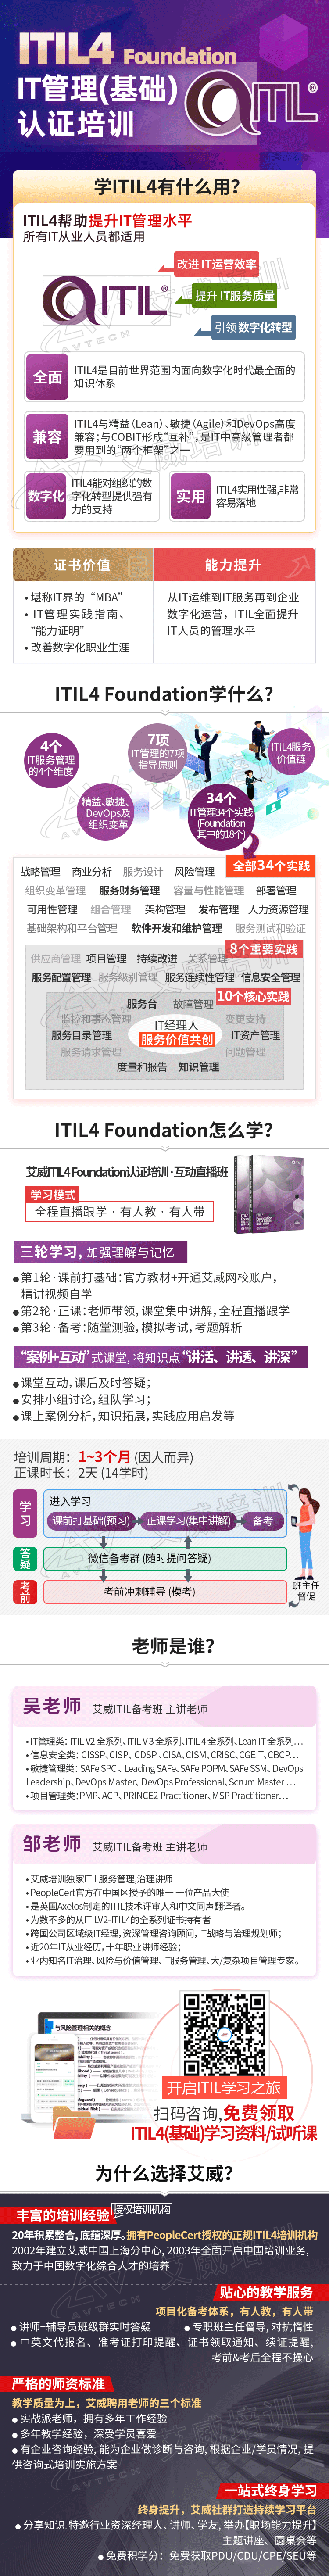 ITIL4 Foundation
IT管理(基础)
认证培训
ITIL®
学ITIL4有什么用?
ITIL4帮助提升IT管理水平
所有IT从业人员都适用
改进 IT运营效率
提升 IT服务质量
引领 数字化转型
ITIL®
全面
ITIL4是目前世界范围内面向数字化时代最全面的
知识体系
兼容
ITIL4与精益（Lean）、敏捷（Agile）和DevOps高度
兼容；与COBIT形成“互补”，是IT中高级管理者都
要用到的“两个框架”之一
数字化
ITIL4能对组织的数
字化转型提供强有
力的支持
实用
ITIL4实用性强,非常
容易落地
证书价值
• 堪称IT界的“MBA”
• IT管理实践指南、
“能力证明”
• 改善数字化职业生涯
能力提升
从IT运维到IT服务再到企业
数字化运营，ITIL全面提升
IT人员的管理水平
ITIL4 Foundation学什么?
4个
IT服务管理
的4个维度
7项
IT管理的7项
指导原则
ITIL4服务
价值链
精益、敏捷、
DevOps及
组织变革
34个
IT管理34个实践
(Foundation
其中的18个)
全部34个实践
战略管理 商业分析 服务设计 风险管理
组织变革管理 服务财务管理 容量与性能管理 部署管理
可用性管理 组合管理 架构管理 发布管理 人力资源管理
基础架构和平台管理 软件开发和维护管理 服务测试和验证
8个重要实践
供应商管理 项目管理 持续改进 关系管理
服务配置管理 服务级别管理 服务连续性管理 信息安全管理
10个核心实践
服务台 故障管理
监控和事态管理 变更支持
IT经理人
服务价值共创
服务目录管理 IT资产管理
服务请求管理 问题管理
度量和报告 知识管理
ITIL4 Foundation怎么学?
艾威ITIL4 Foundation认证培训·互动直播班
学习模式
全程直播跟学 · 有人教 · 有人带
三轮学习, 加强理解与记忆
●第1轮·课前打基础：官方教材+开通艾威网校账户，
精讲视频自学
●第2轮·正课：老师带领，课堂集中讲解，全程直播跟学
●第3轮·备考：随堂测验，模拟考试，考题解析
“案例+互动”式课堂, 将知识点“讲活、讲透、讲深”
●课堂互动，课后及时答疑；
●安排小组讨论，组队学习；
●课上案例分析，知识拓展，实践应用启发等
培训周期：1~3个月 (因人而异)
正课时长：2天 (14学时)
学习
进入学习
课前打基础(预习)
正课学习(集中讲解)
备考
答疑
微信备考群 (随时提问答疑)
考前
考前冲刺辅导 (模考)
班主任
督促
老师是谁?
吴老师 艾威ITIL备考班 主讲老师
• IT管理类：ITIL V2 全系列、ITIL V 3 全系列、ITIL 4 全系列、Lean IT 全系列…
• 信息安全类：CISSP、CISP、CDSP、CISA、CISM、CRISC、CGEIT、CBCP…
• 敏捷管理类：SAFe SPC、Leading SAFe、SAFe POPM、SAFe SSM、DevOps
Leadership、DevOps Master、DevOps Professional、Scrum Master …
• 项目管理类：PMP、ACP、PRINCE2 Practitioner、MSP Practitioner…
邹老师 艾威ITIL备考班 主讲老师
• 艾威培训独家ITIL服务管理,治理讲师
• PeopleCert官方在中国区授予的唯一 一位产品大使
• 是英国Axelos制定的ITIL技术评审人和中文同声翻译者。
• 为数不多的从ITILV2-ITIL4的全系列证书持有者
• 跨国公司区域级IT经理，资深管理咨询顾问，IT战略与治理规划师；
• 近20年IT从业经历，十年职业讲师经验；
• 业内知名IT治理、风险与价值管理、IT服务管理、大/复杂项目管理专家。
与风险管理相关的概念
开启ITIL学习之旅
扫码咨询,免费领取
ITIL4(基础)学习资料/试听课
为什么选择艾威?
丰富的培训经验
授权培训机构
20年积累整合, 底蕴深厚。拥有PeopleCert授权的正规ITIL4培训机构
2002年建立艾威中国上海分中心, 2003年全面开启中国培训业务,
致力于中国数字化综合人才的培养
贴心的教学服务
项目化备考体系，有人教，有人带
● 讲师+辅导员班级群实时答疑 ● 专职班主任督导, 对抗惰性
● 中英文代报名、准考证打印提醒、证书领取通知、续证提醒,
考前&考后全程不操心
严格的师资标准
教学质量为上，艾威聘用老师的三个标准
● 实战派老师，拥有多年工作经验
● 多年教学经验，深受学员喜爱
● 有企业咨询经验, 能为企业做诊断与咨询, 根据企业/学员情况, 提
供咨询式培训实施方案
一站式终身学习
终身提升，艾威社群打造持续学习平台
● 分享知识·特邀行业资深经理人、讲师、学友, 举办【职场能力提升】
主题讲座、圆桌会等
● 免费积学分：免费获取PDU/CDU/CPE/SEU等